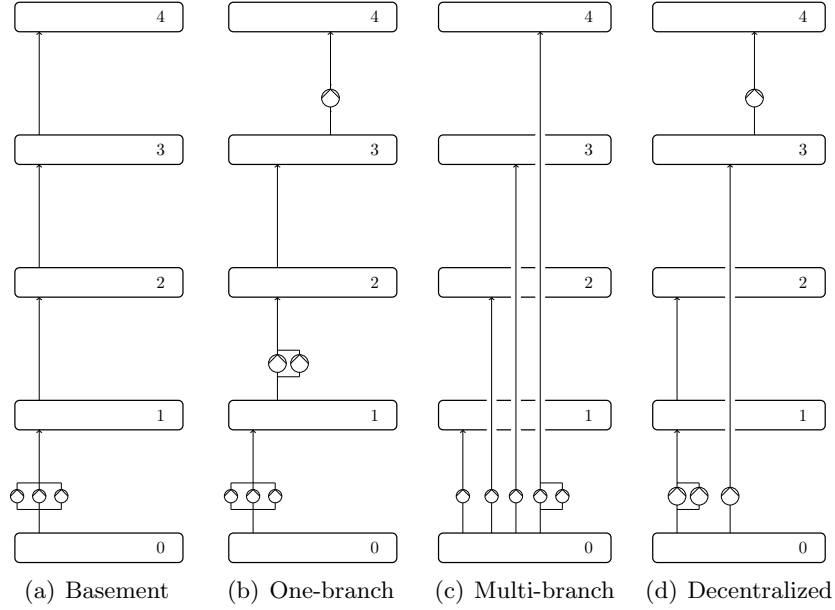 4 4 4 4
3 3 3 3
2 2 2 2
1 1 1 1
0 0 0 0
(a) Basement (b) One-branch (c) Multi-branch (d) Decentralized